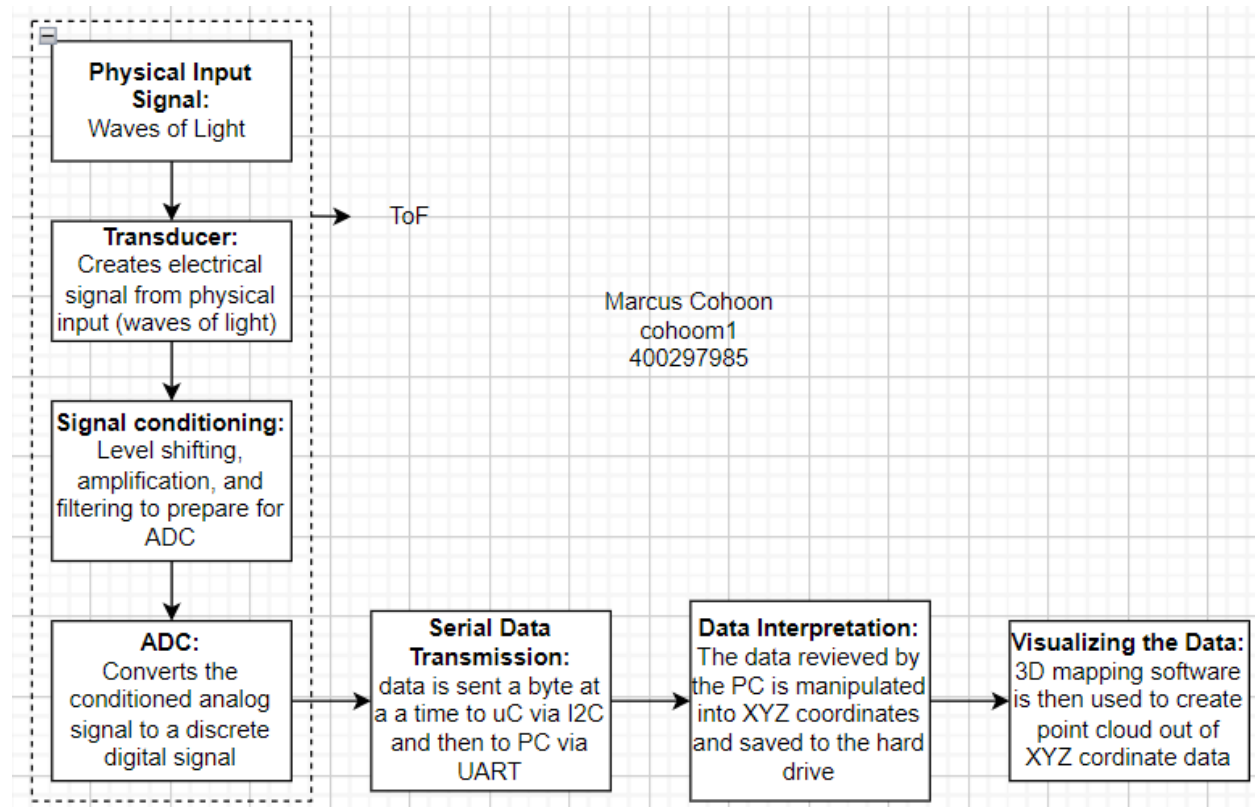 Physical Input
Signal:
Waves of Light
Transducer:
Creates electrical
signal from physical
input (waves of light)
ToF
Marcus Cohoon
cohoom1
400297985
Signal conditioning:
Level shifting,
amplification, and
filtering to prepare for
ADC
ADC:
Converts the
conditioned analog
signal to a discrete
digital signal
Serial Data
Transmission:
data is sent a byte at
a a time to uC via I2C
and then to PC via
UART
Data Interpretation:
The data revieved by
the PC is manipulated
into XYZ coordinates
and saved to the hard
drive
Visualizing the Data:
3D mapping software
is then used to create
point cloud out of
XYZ cordinate data